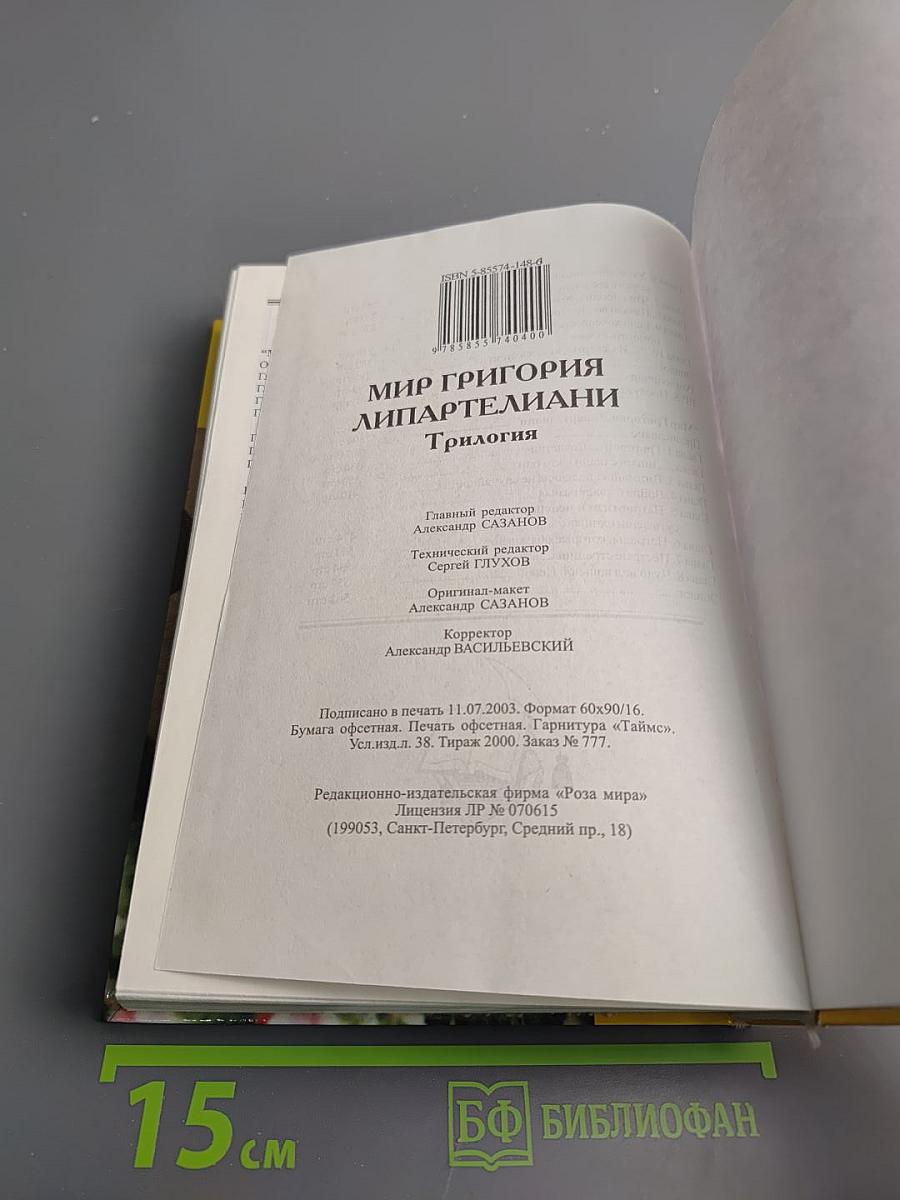 ISBN 5-85574-148-6
9 785855 740400
МИР ГРИГОРИЯ
ЛИПАРТЕЛИАНИ
Трилогия
Главный редактор
Александр САЗАНОВ
Технический редактор
Сергей ГЛУХОВ
Оригинал-макет
Александр САЗАНОВ
Корректор
Александр ВАСИЛЬЕВСКИЙ
Подписано в печать 11.07.2003. Формат 60х90/16.
Бумага офсетная. Печать офсетная. Гарнитура «Таймс».
Усл.изд.л. 38. Тираж 2000. Заказ № 777.
Редакционно-издательская фирма «Роза мира»
Лицензия ЛР № 070615
(199053, Санкт-Петербург, Средний пр., 18)
15 см
БФ БИБЛИОФАН